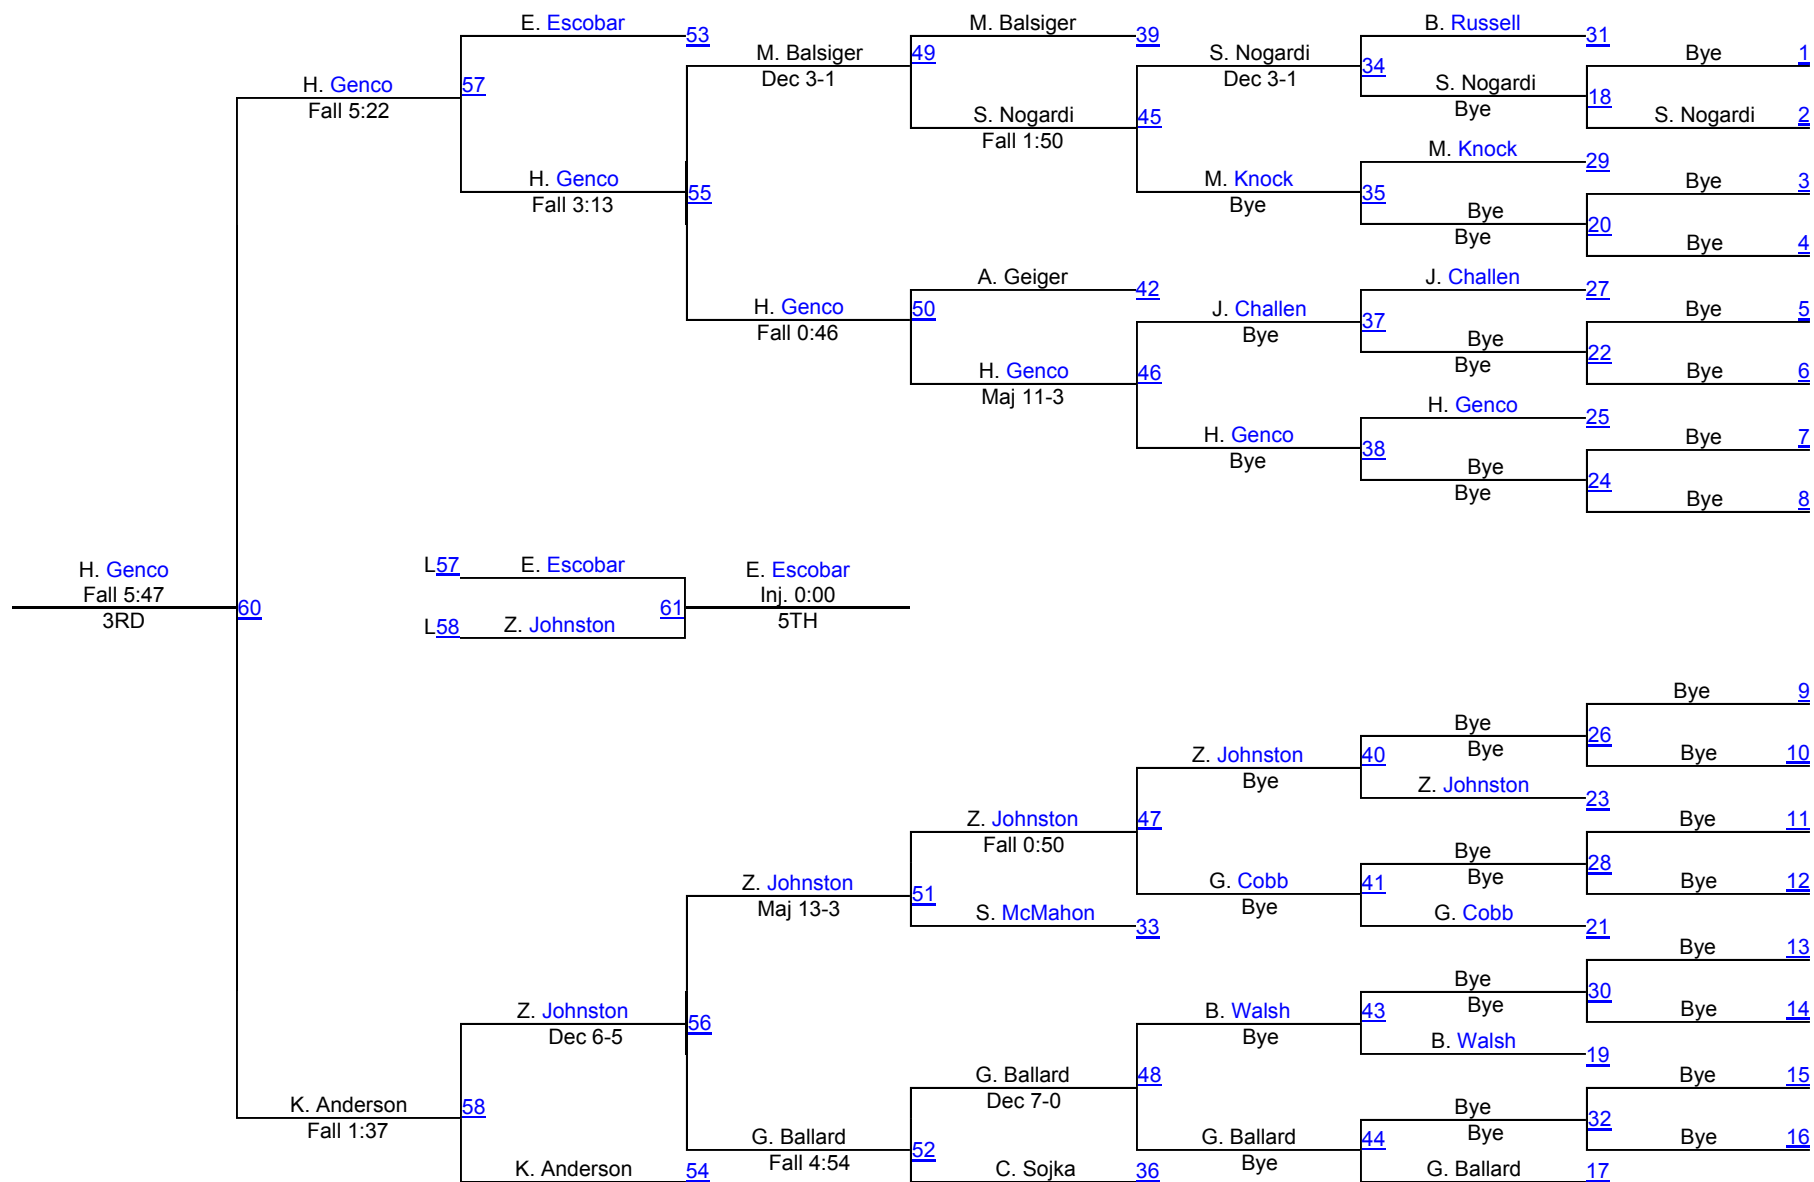 E. Escobar
53
M. Balsiger
39
B. Russell
31
M. Balsiger
Dec 3-1
49
S. Nogardi
Dec 3-1
34
Bye
1
H. Genco
Fall 5:22
57
S. Nogardi
Bye
18
S. Nogardi
Fall 1:50
45
S. Nogardi
2
M. Knock
29
H. Genco
Fall 3:13
55
M. Knock
Bye
35
Bye
3
Bye
Bye
20
Bye
4
A. Geiger
42
J. Challen
27
H. Genco
Fall 0:46
50
J. Challen
Bye
37
Bye
5
Bye
Bye
22
H. Genco
Maj 11-3
46
Bye
6
H. Genco
25
H. Genco
Bye
38
Bye
7
Bye
Bye
24
Bye
8
H. Genco
Fall 5:47
3RD
60
L57
E. Escobar
L58
Z. Johnston
61
E. Escobar
Inj. 0:00
5TH
Bye
9
Bye
Bye
26
Z. Johnston
Bye
40
Bye
10
Z. Johnston
23
Z. Johnston
Fall 0:50
47
Bye
11
Bye
Bye
28
Z. Johnston
Maj 13-3
51
G. Cobb
Bye
41
Bye
12
S. McMahon
33
G. Cobb
21
Bye
13
Bye
Bye
30
Z. Johnston
Dec 6-5
56
B. Walsh
Bye
43
Bye
14
B. Walsh
19
G. Ballard
Dec 7-0
48
Bye
15
K. Anderson
Fall 1:37
58
Bye
Bye
32
G. Ballard
Fall 4:54
52
G. Ballard
Bye
44
Bye
16
K. Anderson
54
C. Sojka
36
G. Ballard
17